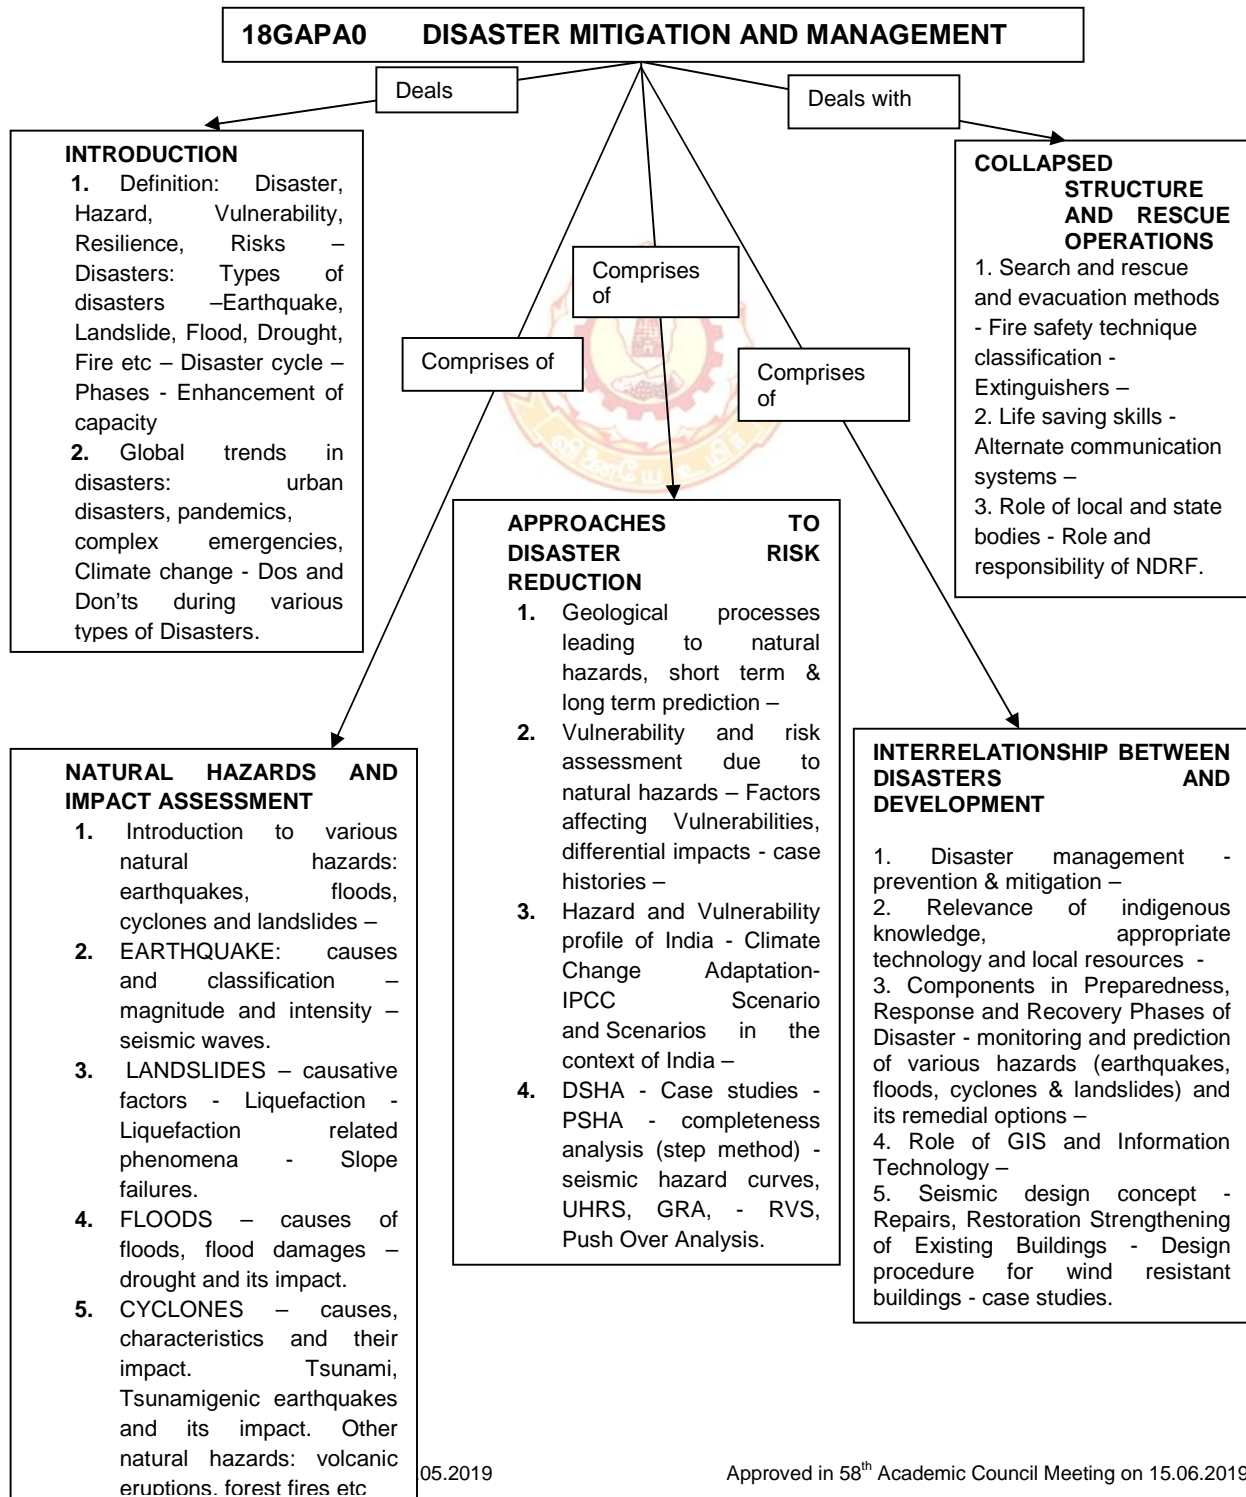 18GAPA0 DISASTER MITIGATION AND MANAGEMENT
Deals
Deals with
INTRODUCTION
1. Definition: Disaster,
Hazard, Vulnerability,
Resilience, Risks –
Disasters: Types of
disasters –Earthquake,
Landslide, Flood, Drought,
Fire etc – Disaster cycle –
Phases - Enhancement of
capacity
2. Global trends in
disasters: urban
disasters, pandemics,
complex emergencies,
Climate change - Dos and
Don'ts during various
types of Disasters.
COLLAPSED
STRUCTURE
AND RESCUE
OPERATIONS
1. Search and rescue
and evacuation methods
- Fire safety technique
classification -
Extinguishers –
2. Life saving skills -
Alternate communication
systems –
3. Role of local and state
bodies - Role and
responsibility of NDRF.
Comprises
of
Comprises of
Comprises
of
APPROACHES TO
DISASTER RISK
REDUCTION
1. Geological processes
leading to natural
hazards, short term &
long term prediction –
2. Vulnerability and risk
assessment due to
natural hazards – Factors
affecting Vulnerabilities,
differential impacts - case
histories –
3. Hazard and Vulnerability
profile of India - Climate
Change Adaptation-
IPCC Scenario
and Scenarios in the
context of India –
4. DSHA - Case studies -
PSHA - completeness
analysis (step method) -
seismic hazard curves,
UHRS, GRA, - RVS,
Push Over Analysis.
NATURAL HAZARDS AND
IMPACT ASSESSMENT
1. Introduction to various
natural hazards:
earthquakes, floods,
cyclones and landslides –
2. EARTHQUAKE: causes
and classification –
magnitude and intensity –
seismic waves.
3. LANDSLIDES – causative
factors - Liquefaction -
Liquefaction related
phenomena - Slope
failures.
4. FLOODS – causes of
floods, flood damages –
drought and its impact.
5. CYCLONES – causes,
characteristics and their
impact. Tsunami,
Tsunamigenic earthquakes
and its impact. Other
natural hazards: volcanic
eruptions, forest fires etc
INTERRELATIONSHIP BETWEEN
DISASTERS AND
DEVELOPMENT
1. Disaster management -
prevention & mitigation –
2. Relevance of indigenous
knowledge, appropriate
technology and local resources -
3. Components in Preparedness,
Response and Recovery Phases of
Disaster - monitoring and prediction
of various hazards (earthquakes,
floods, cyclones & landslides) and
its remedial options –
4. Role of GIS and Information
Technology –
5. Seismic design concept -
Repairs, Restoration Strengthening
of Existing Buildings - Design
procedure for wind resistant
buildings - case studies.
.05.2019 Approved in 58th Academic Council Meeting on 15.06.2019